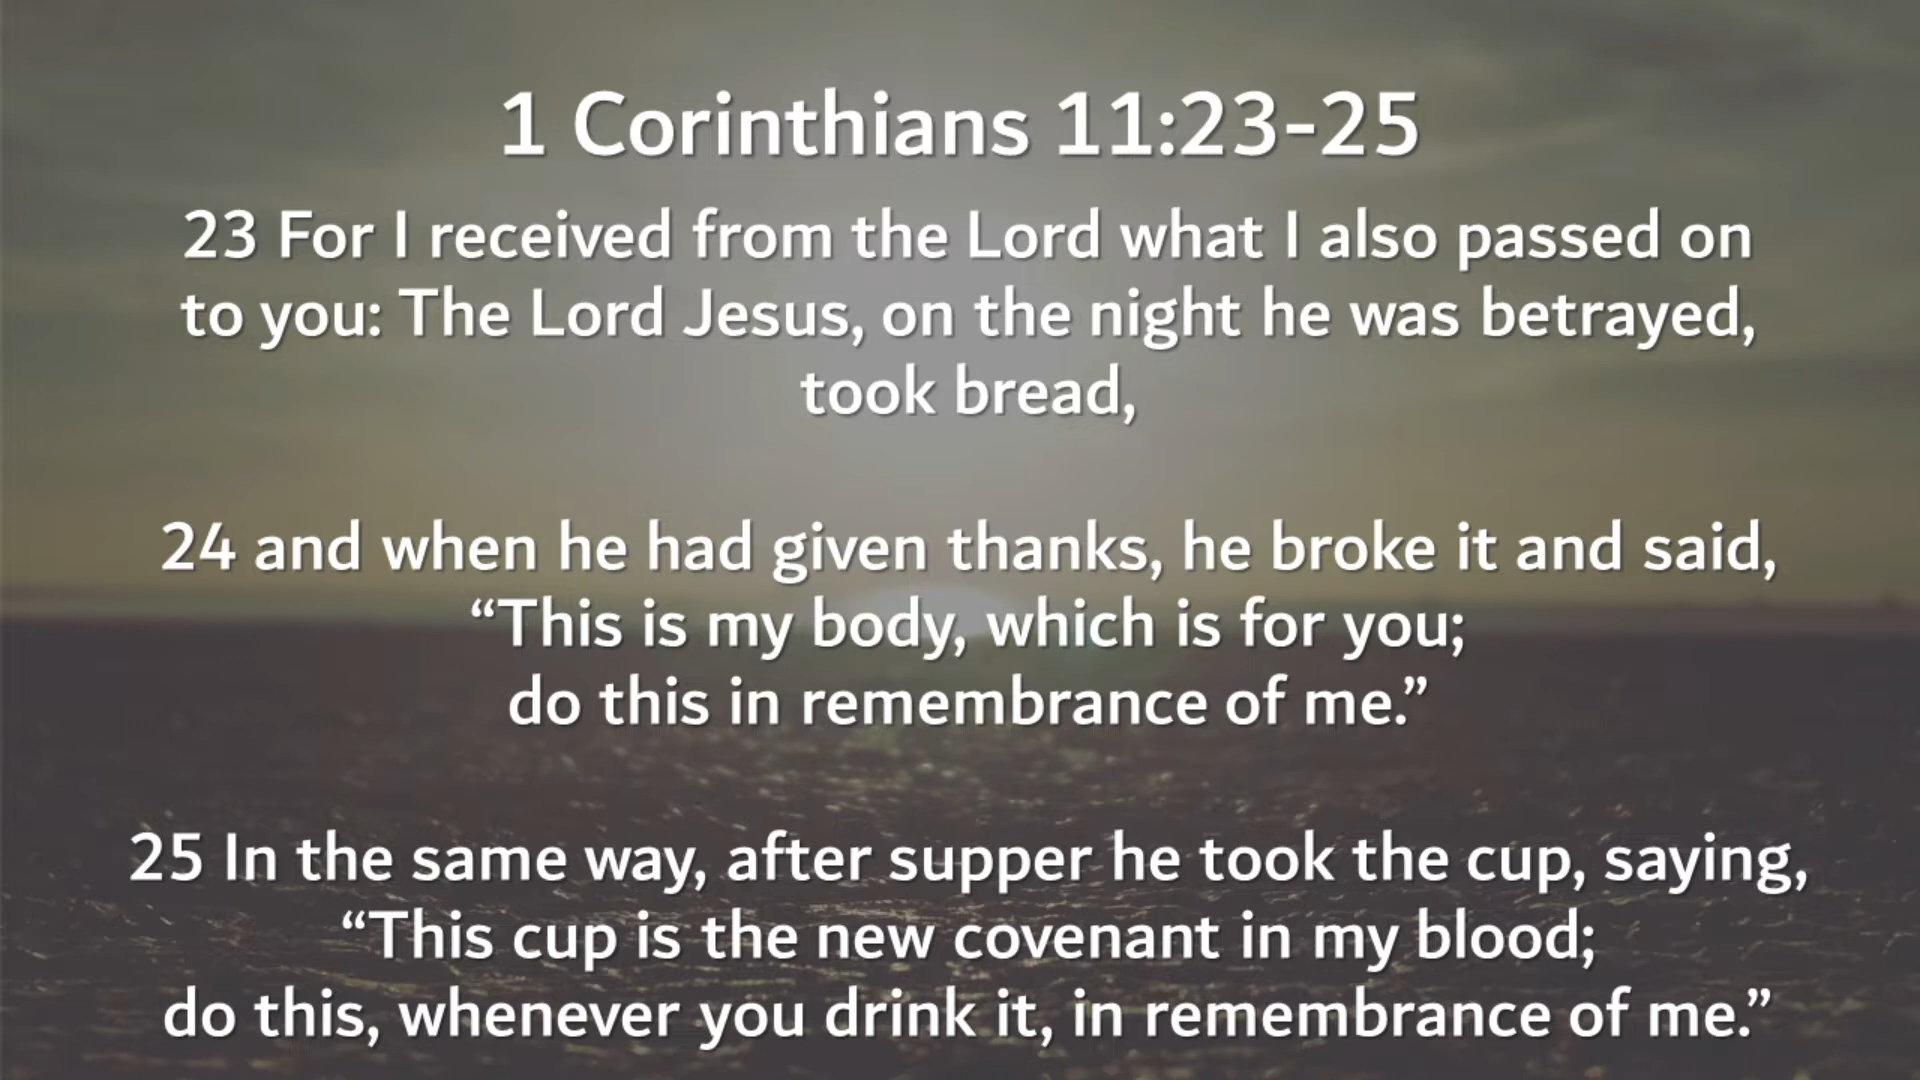 1 Corinthians 11:23-25
23 For I received from the Lord what I also passed on
to you: The Lord Jesus, on the night he was betrayed,
took bread,
24 and when he had given thanks, he broke it and said,
“This is my body, which is for you;
do this in remembrance of me.”
25 In the same way, after supper he took the cup, saying,
“This cup is the new covenant in my blood;
do this, whenever you drink it, in remembrance of me.”